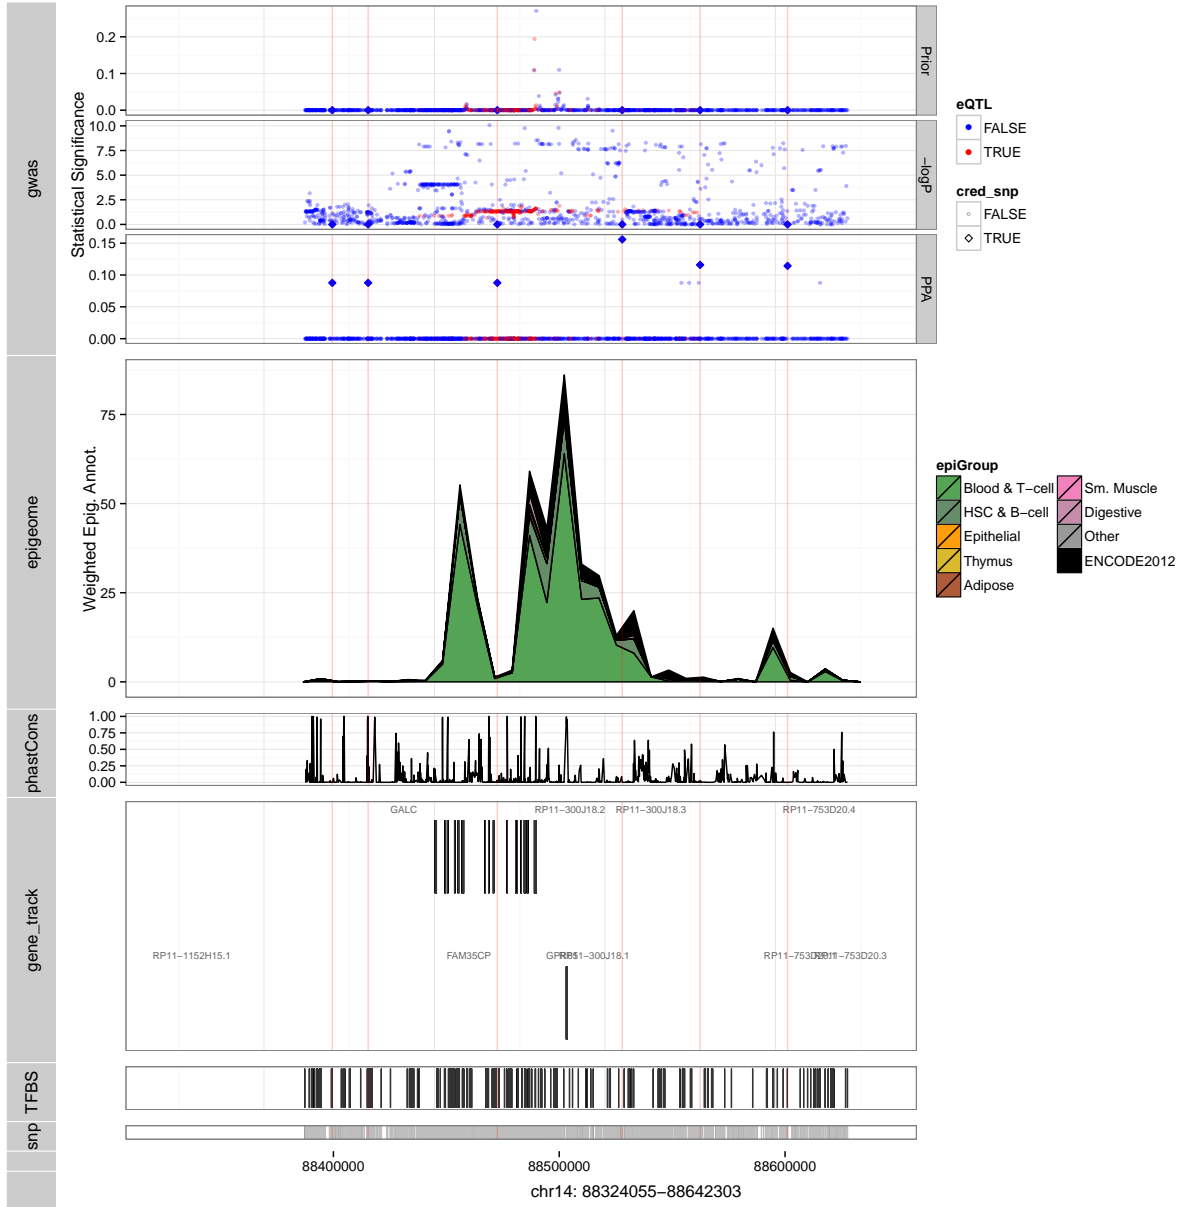 gwas
Statistical Significance
0.2
0.1
0.0
Prior
10.0
7.5
5.0
2.5
0.0
−logP
0.15
0.10
0.05
0.00
PPA
eQTL
FALSE
TRUE
cred_snp
FALSE
TRUE
epigeome
Weighted Epig. Annot.
75
50
25
0
epiGroup
Blood & T−cell
HSC & B−cell
Epithelial
Thymus
Adipose
Sm. Muscle
Digestive
Other
ENCODE2012
phastCons
1.00
0.75
0.50
0.25
0.00
gene_track
GALC
RP11−300J18.2
RP11−300J18.3
RP11−753D20.4
RP11−1152H15.1
FAM35CP
RP11−300J18.1
RP11−753D20.3
TFBS
snp
88400000
88500000
88600000
chr14: 88324055−88642303